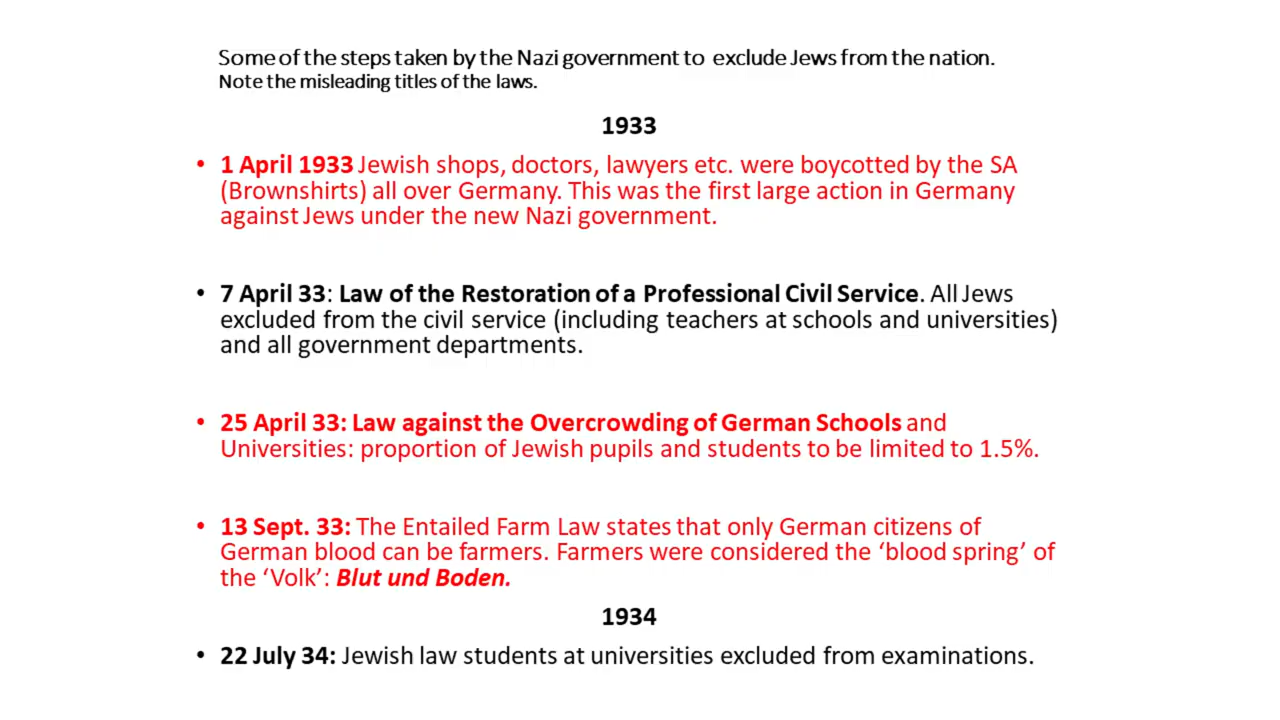 Some of the steps taken by the Nazi government to exclude Jews from the nation.
Note the misleading titles of the laws.
1933
• 1 April 1933 Jewish shops, doctors, lawyers etc. were boycotted by the SA
(Brownshirts) all over Germany. This was the first large action in Germany
against Jews under the new Nazi government.
• 7 April 33: Law of the Restoration of a Professional Civil Service. All Jews
excluded from the civil service (including teachers at schools and universities)
and all government departments.
• 25 April 33: Law against the Overcrowding of German Schools and
Universities: proportion of Jewish pupils and students to be limited to 1.5%.
• 13 Sept. 33: The Entailed Farm Law states that only German citizens of
German blood can be farmers. Farmers were considered the ‘blood spring’ of
the ‘Volk’: Blut und Boden.
1934
• 22 July 34: Jewish law students at universities excluded from examinations.